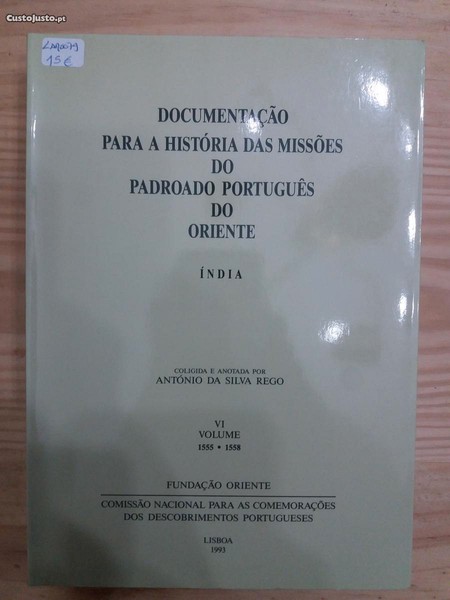 CustoJusto.pt
15€
DOCUMENTAÇÃO
PARA A HISTÓRIA DAS MISSÕES
DO
PADROADO PORTUGUÊS
DO
ORIENTE
ÍNDIA
COLIGIDA E ANOTADA POR
ANTÓNIO DA SILVA REGO
VI
VOLUME
1555 • 1558
FUNDAÇÃO ORIENTE
COMISSÃO NACIONAL PARA AS COMEMORAÇÕES
DOS DESCOBRIMENTOS PORTUGUESES
LISBOA
1993